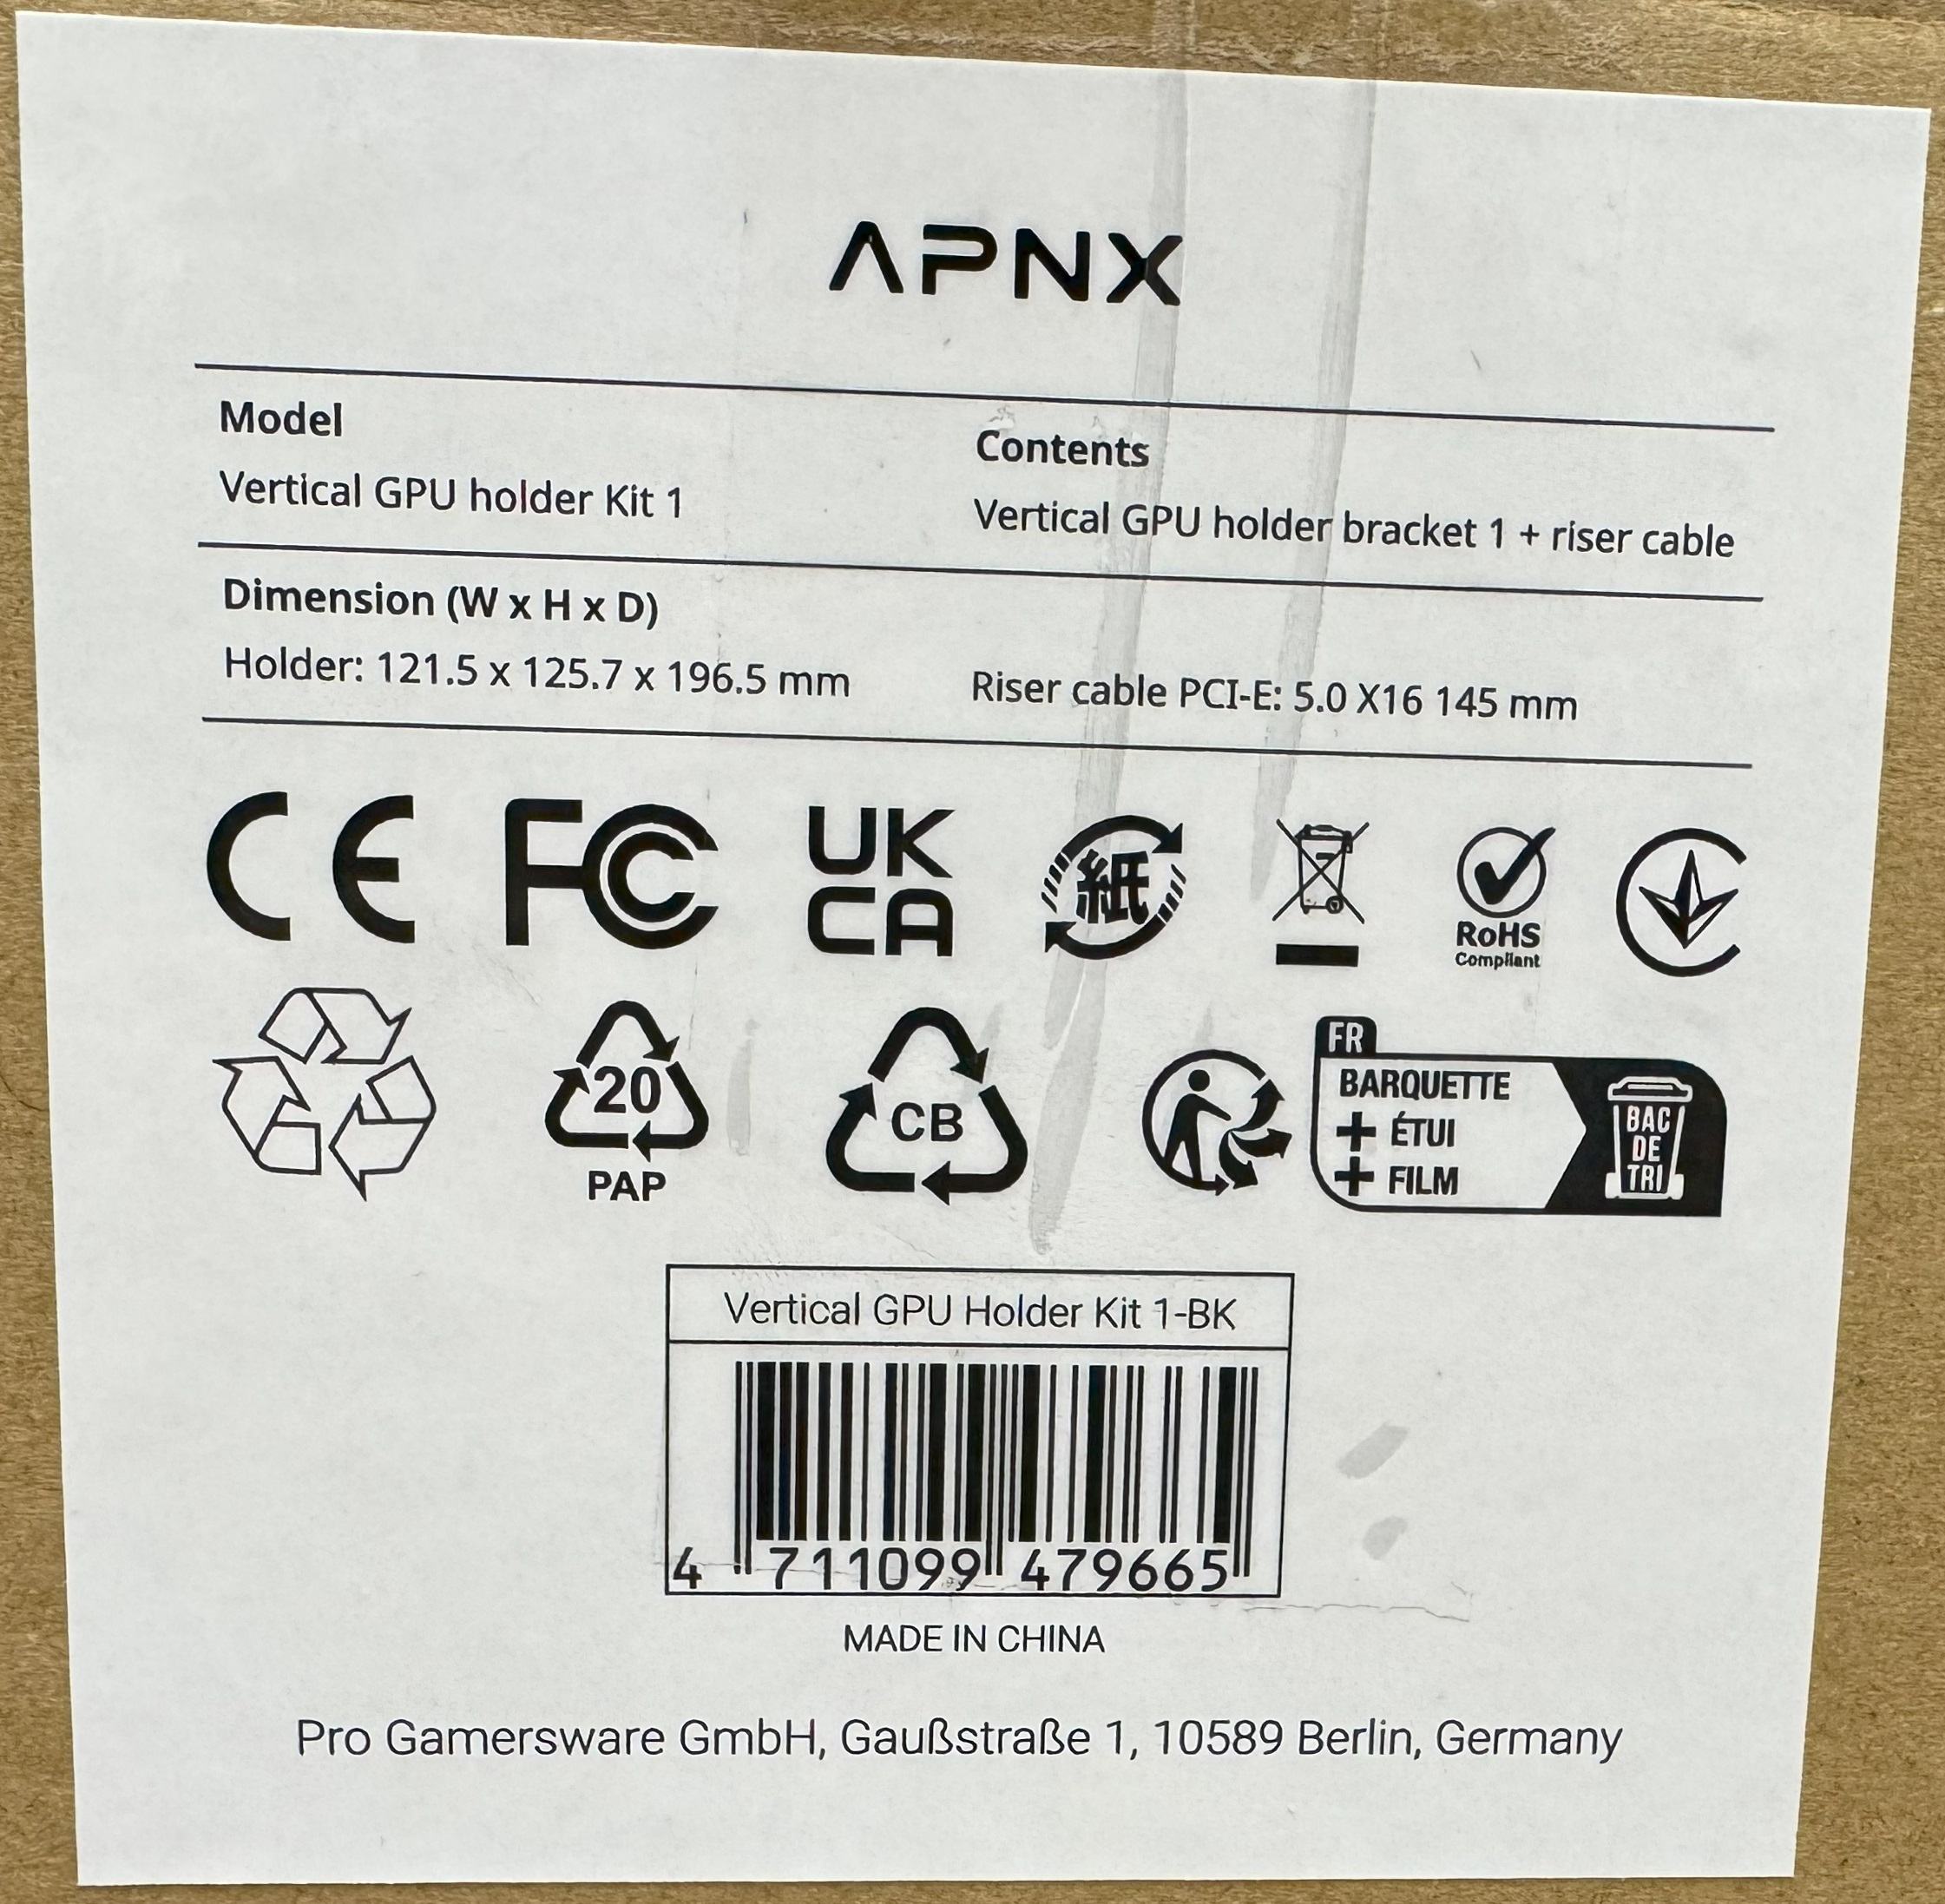 APNX
Model
Vertical GPU holder Kit 1
Contents
Vertical GPU holder bracket 1 + riser cable
Dimension (W x H x D)
Holder: 121.5 x 125.7 x 196.5 mm
Riser cable PCI-E: 5.0 X16 145 mm
CE
FC
UK
CA
紙
RoHS
Compliant
20
PAP
CB
FR
BARQUETTE
+ ÉTUI
+ FILM
BAC
DE
TRI
Vertical GPU Holder Kit 1-BK
4 711099 479665
MADE IN CHINA
Pro Gamersware GmbH, Gaußstraße 1, 10589 Berlin, Germany